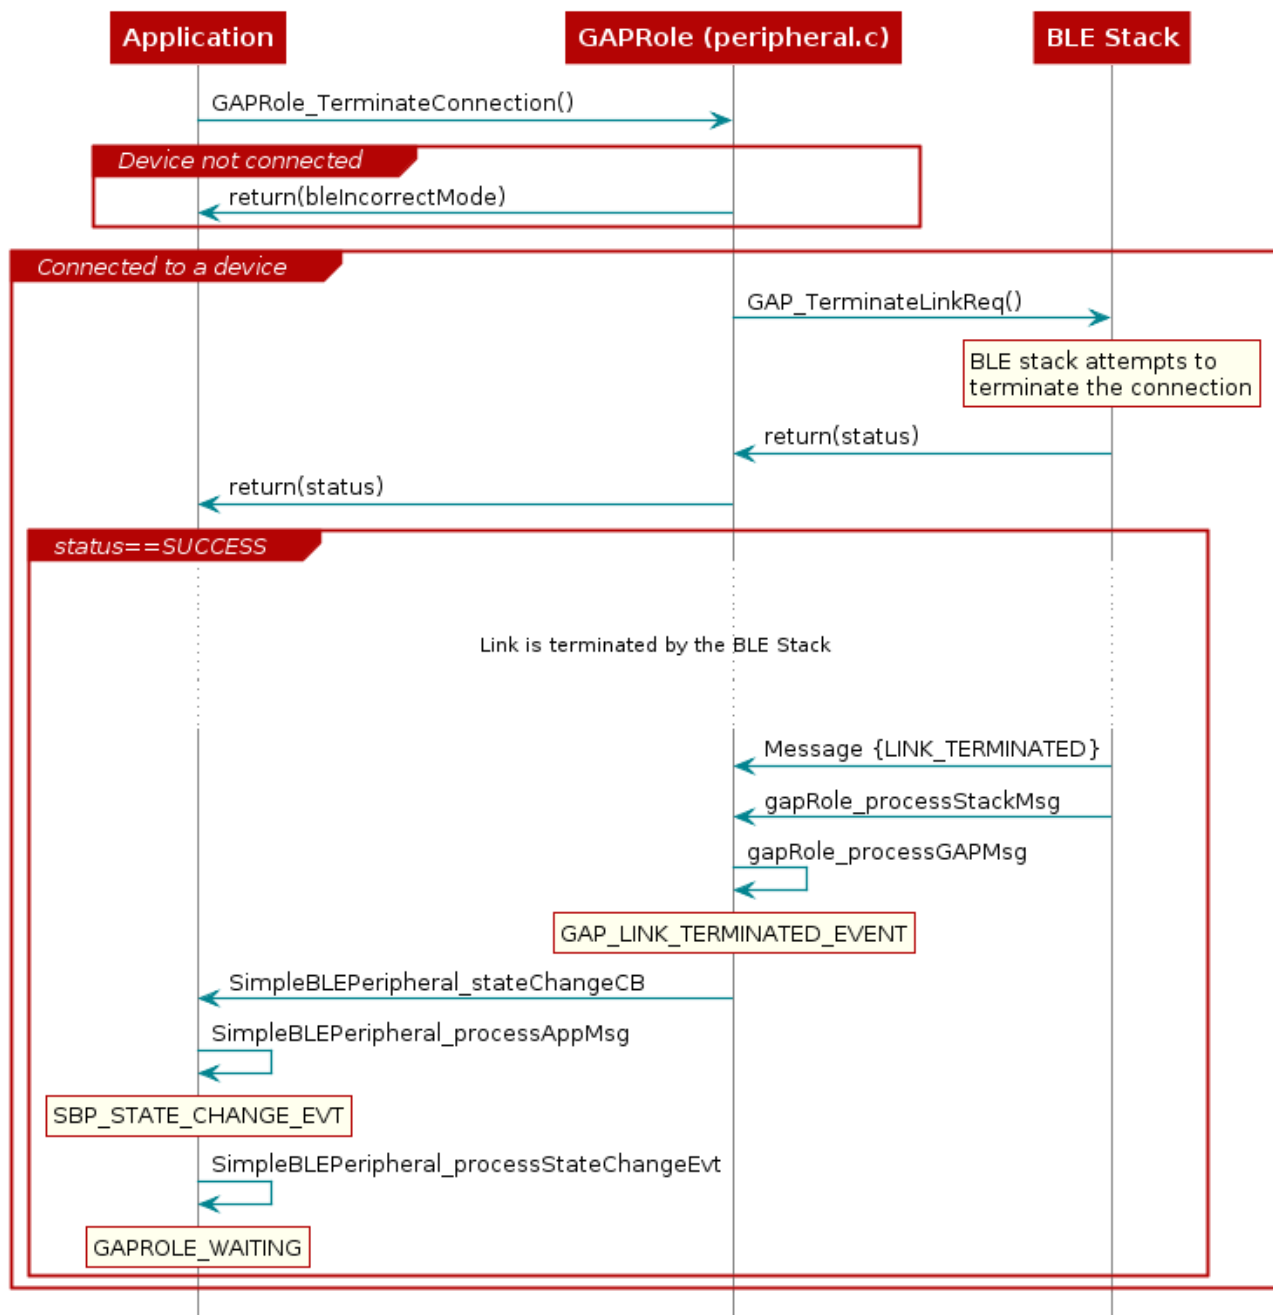 Application
GAPRole (peripheral.c)
BLE Stack
GAPRole_TerminateConnection()
Device not connected
return(bleIncorrectMode)
Connected to a device
GAP_TerminateLinkReq()
BLE stack attempts to
terminate the connection
return(status)
return(status)
status==SUCCESS
Link is terminated by the BLE Stack
Message {LINK_TERMINATED}
gapRole_processStackMsg
gapRole_processGAPMsg
GAP_LINK_TERMINATED_EVENT
SimpleBLEPeripheral_stateChangeCB
SimpleBLEPeripheral_processAppMsg
SBP_STATE_CHANGE_EVT
SimpleBLEPeripheral_processStateChangeEvt
GAPROLE_WAITING